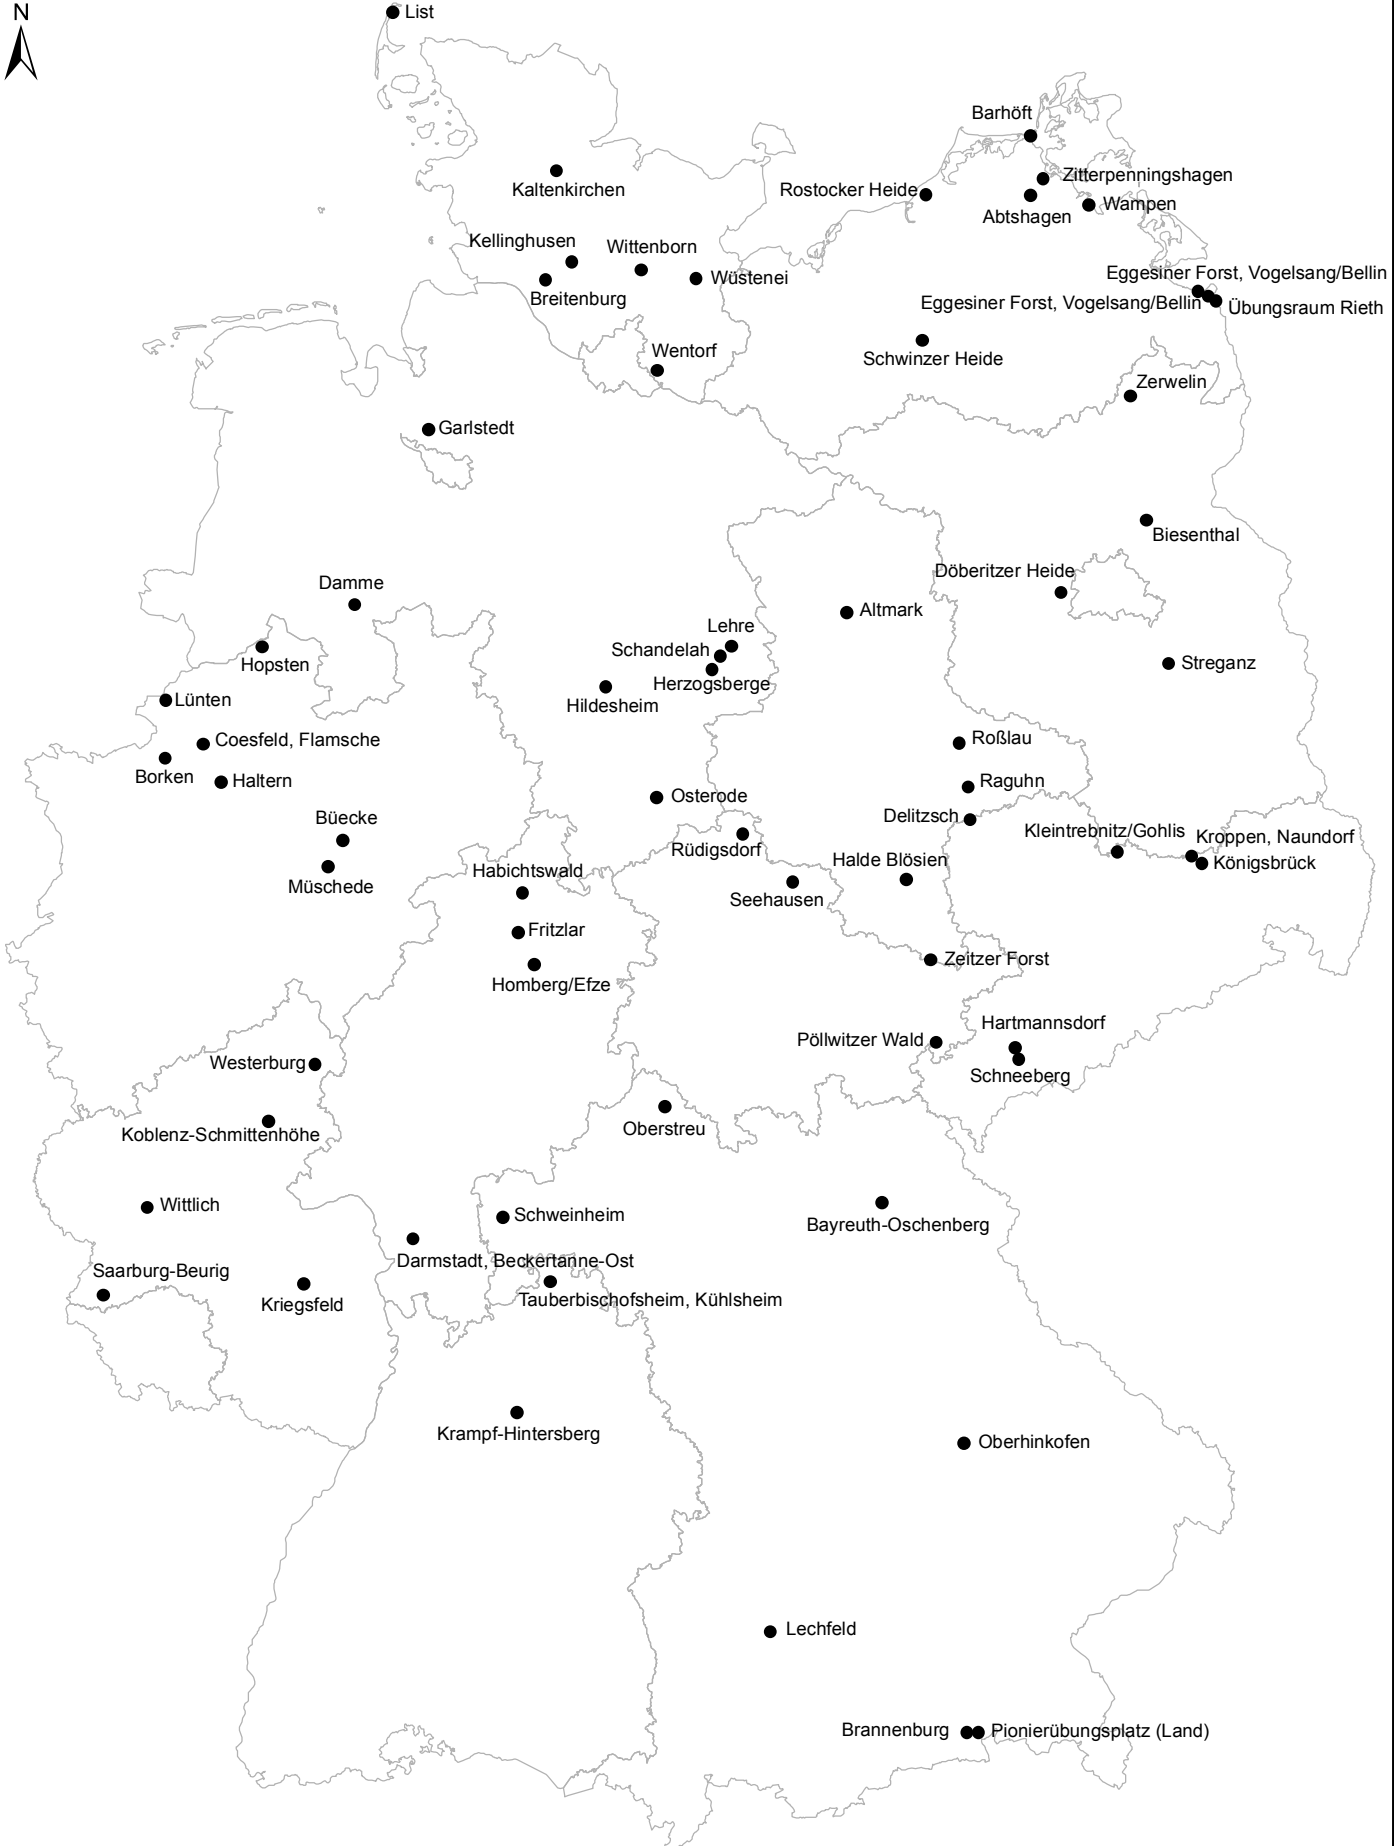 N
List
Barhöft
Kaltenkirchen
Zitterpenningshagen
Rostocker Heide
Wampen
Abtshagen
Kellinghusen
Wittenborn
Wüstenei
Breitenburg
Eggesiner Forst, Vogelsang/Bellin
Eggesiner Forst, Vogelsang/Bellin
Übungsraum Rieth
Wentorf
Schwinzer Heide
Zerwelin
Garlstedt
Biesenthal
Döberitzer Heide
Damme
Altmark
Lehre
Schandelah
Hopsten
Streganz
Herzogsberge
Lünten
Hildesheim
Coesfeld, Flamsche
Roßlau
Borken
Haltern
Raguhn
Osterode
Büecke
Delitzsch
Kleintrebnitz/Gohlis
Kroppen, Naundorf
Rüdigsdorf
Halde Blösien
Königsbrück
Habichtswald
Müschede
Seehausen
Fritzlar
Zeitzer Forst
Homberg/Efze
Hartmannsdorf
Pöllwitzer Wald
Westerburg
Schneeberg
Oberstreu
Koblenz-Schmittenhöhe
Wittlich
Schweinheim
Bayreuth-Oschenberg
Darmstadt, Beckertanne-Ost
Saarburg-Beurig
Tauberbischofsheim, Kühlsheim
Kriegsfeld
Krampf-Hintersberg
Oberhinkofen
Lechfeld
Brannenburg
Pionierübungsplatz (Land)